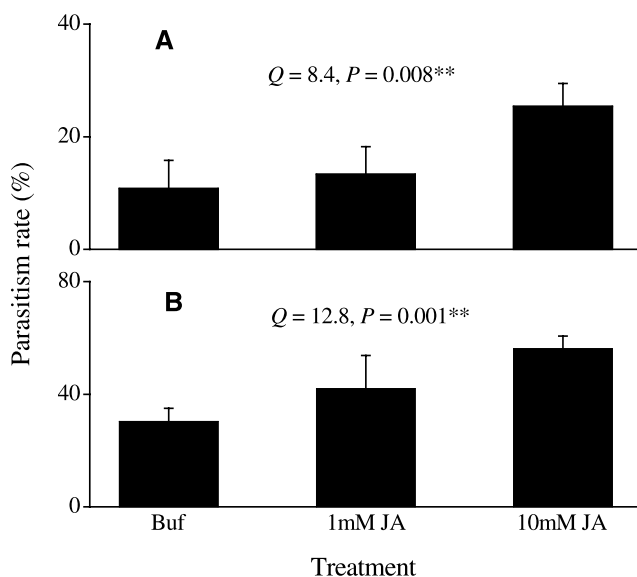 40
A
Q = 8.4, P = 0.008**
20
0
Parasitism rate (%)
80
B
Q = 12.8, P = 0.001**
40
0
Buf 1mM JA 10mM JA
Treatment